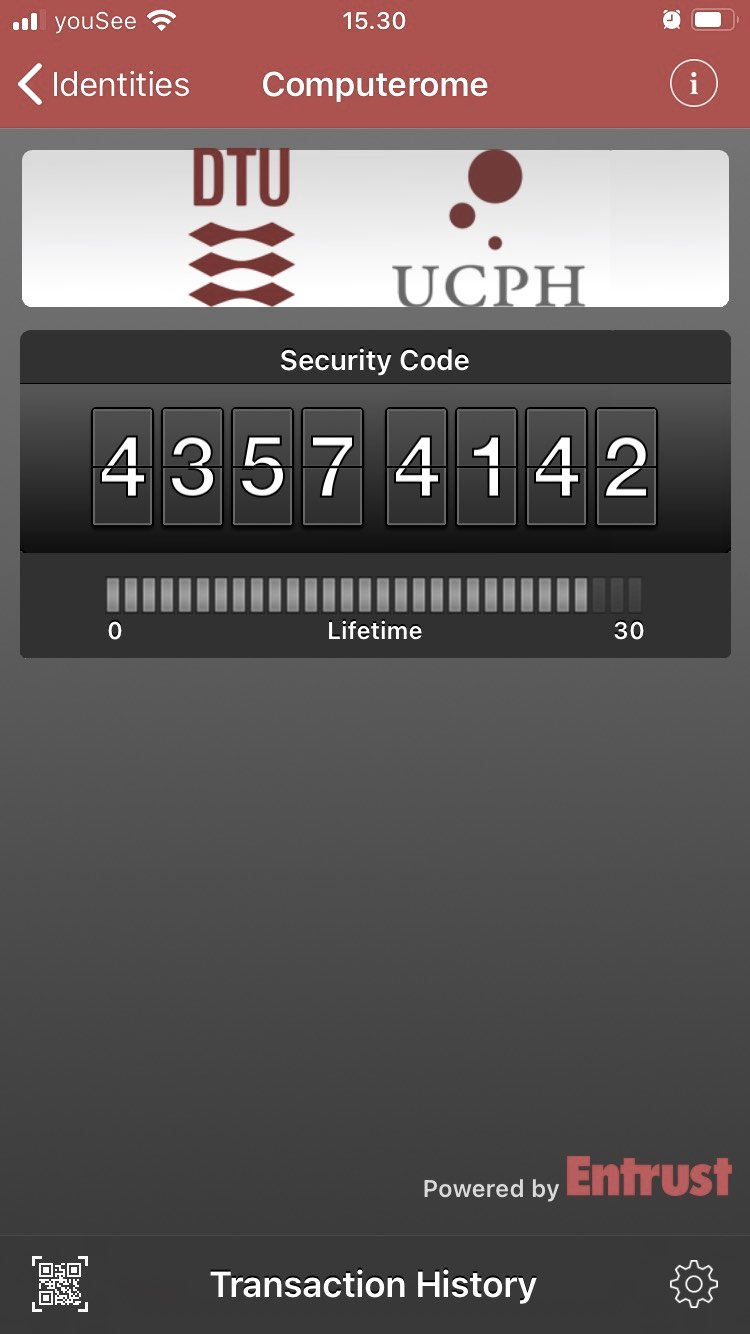 youSee 15.30
Identities Computerome i
DTU
UCPH
Security Code
4357 4142
0 Lifetime 30
Powered by Entrust
Transaction History